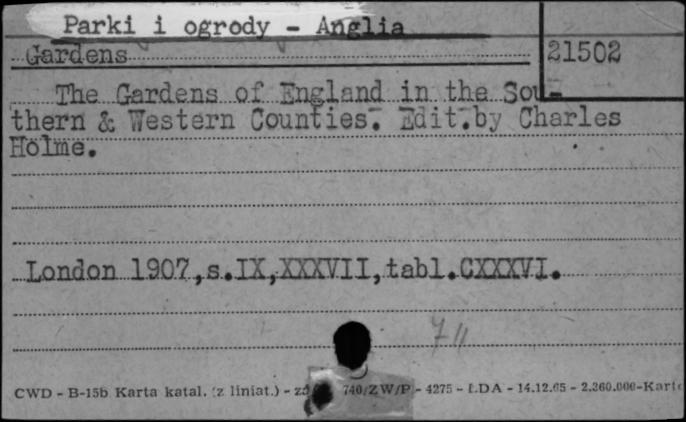 Parki i ogrody - Anglia
Gardens
21502
The Gardens of England in the Sou-
thern & Western Counties. Edit.by Charles
Holme.
London 1907,s.IX,XXXVII,tabl.CXXXVI.
CWD - B-15b Karta katal. (z liniat.) - 740/ZW/P - 4275 - LDA - 14.12.65 - 2.360.000-Kart